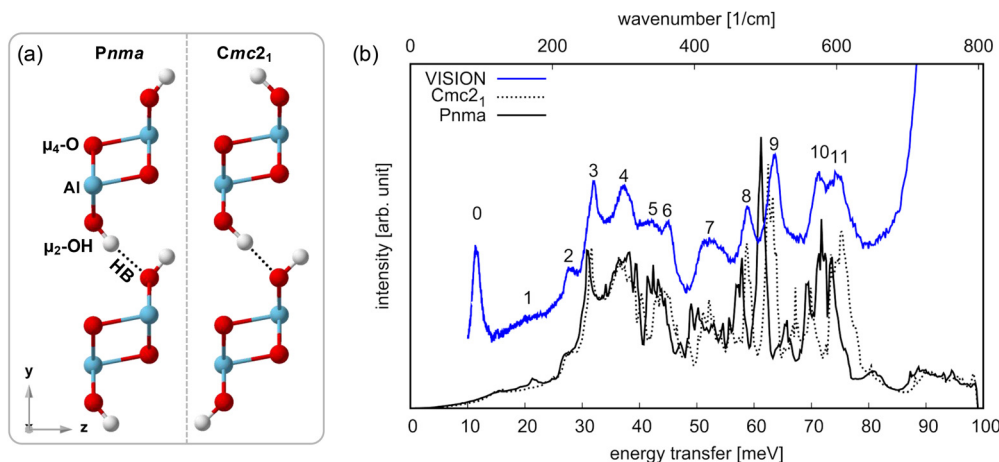 (a)
Pnma
Cmc2₁
μ₄-O
Al
μ₂-OH
HB
y
x
z
(b)
wavenumber [1/cm]
0 200 400 600 800
VISION
Cmc2₁
Pnma
0 1 2 3 4 5 6 7 8 9 10 11
intensity [arb. unit]
0 10 20 30 40 50 60 70 80 90 100
energy transfer [meV]